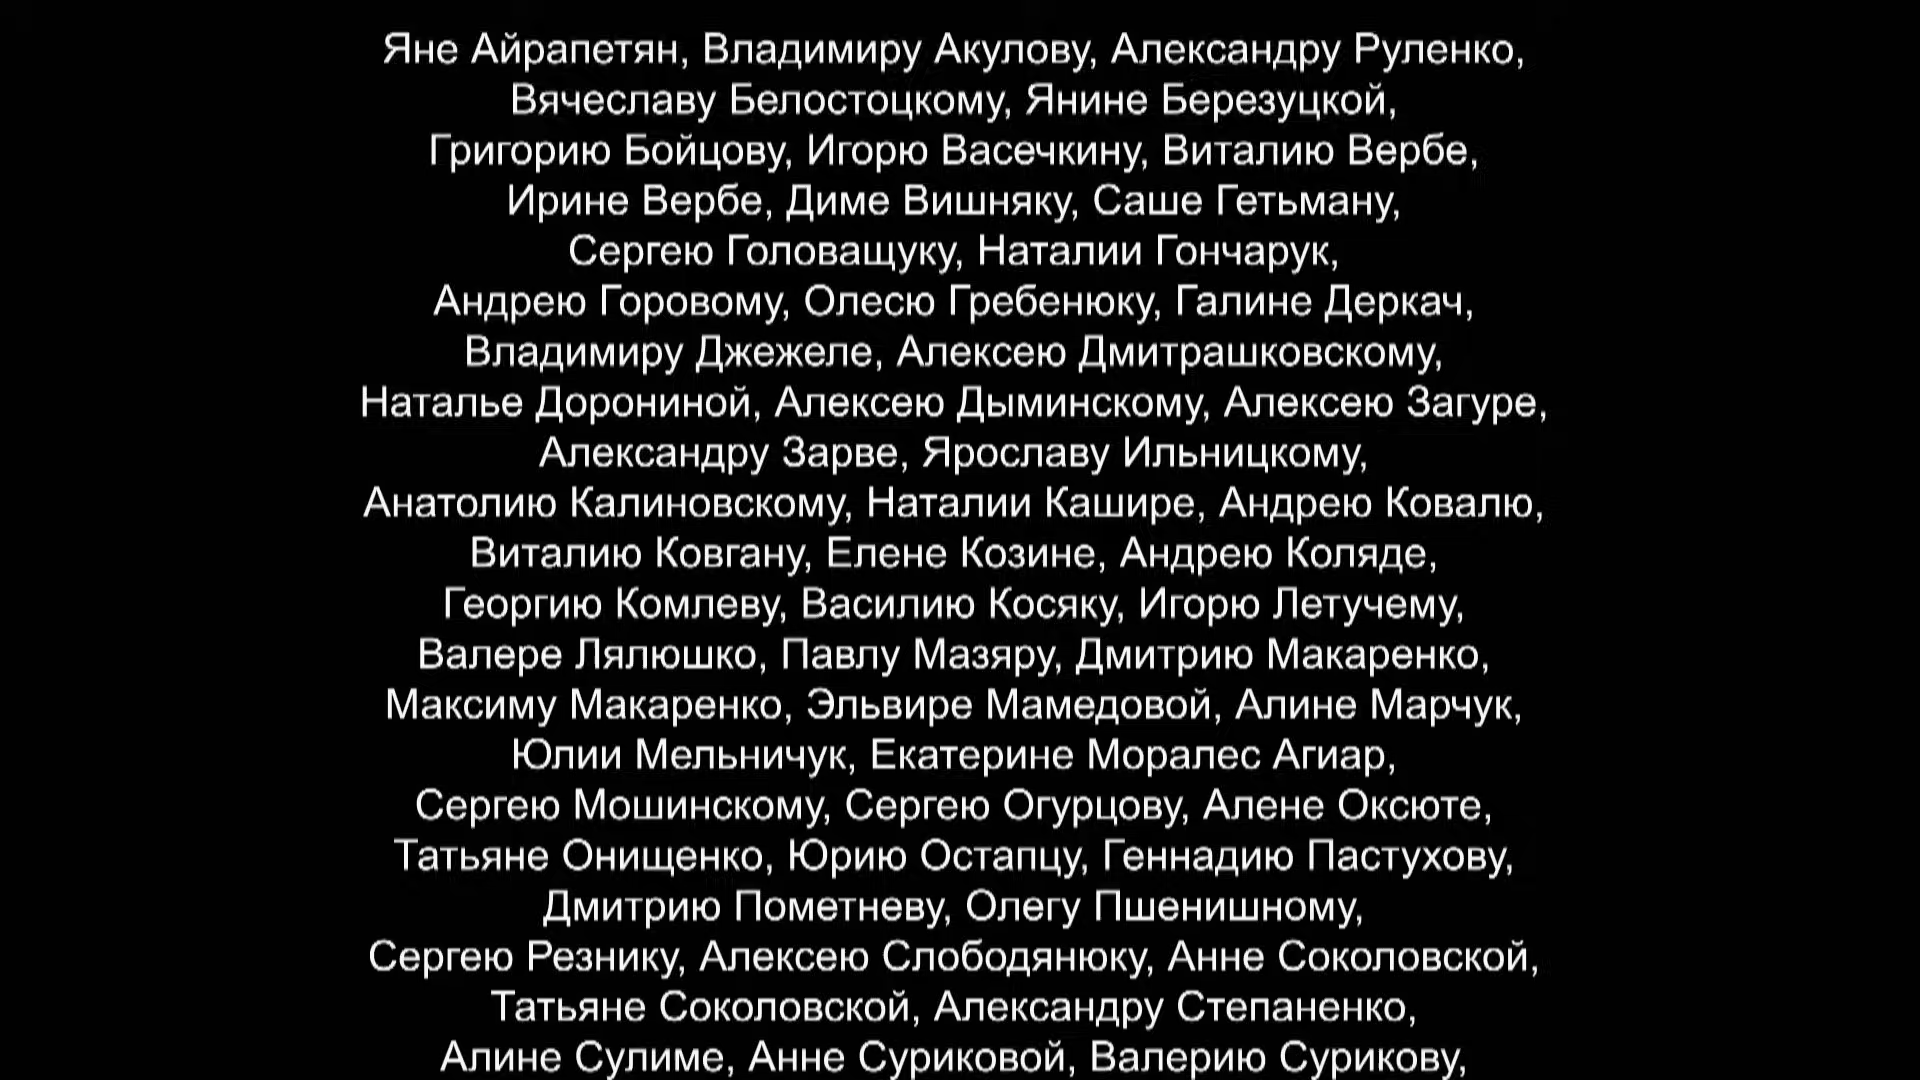 Яне Айрапетян, Владимиру Акулову, Александру Руленко,
Вячеславу Белостоцкому, Янине Березуцкой,
Григорию Бойцову, Игорю Васечкину, Виталию Вербе,
Ирине Вербе, Диме Вишняку, Саше Гетьману,
Сергею Головащуку, Наталии Гончарук,
Андрею Горовому, Олесю Гребенюку, Галине Деркач,
Владимиру Джежеле, Алексею Дмитрашковскому,
Наталье Дорониной, Алексею Дыминскому, Алексею Загуре,
Александру Зарве, Ярославу Ильницкому,
Анатолию Калиновскому, Наталии Кашире, Андрею Ковалю,
Виталию Ковгану, Елене Козине, Андрею Коляде,
Георгию Комлеву, Василию Косяку, Игорю Летучему,
Валере Лялюшко, Павлу Мазяру, Дмитрию Макаренко,
Максиму Макаренко, Эльвире Мамедовой, Алине Марчук,
Юлии Мельничук, Екатерине Моралес Агиар,
Сергею Мошинскому, Сергею Огурцову, Алене Оксюте,
Татьяне Онищенко, Юрию Остапцу, Геннадию Пастухову,
Дмитрию Пометневу, Олегу Пшенишному,
Сергею Резнику, Алексею Слободянюку, Анне Соколовской,
Татьяне Соколовской, Александру Степаненко,
Алине Сулиме, Анне Суриковой, Валерию Сурикову,